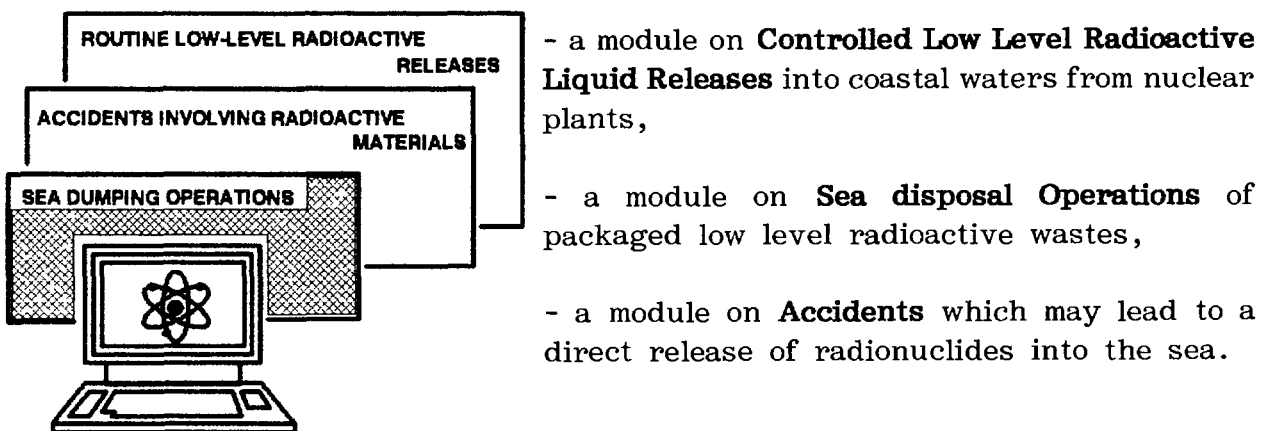 ROUTINE LOW-LEVEL RADIOACTIVE
RELEASES
ACCIDENTS INVOLVING RADIOACTIVE
MATERIALS
SEA DUMPING OPERATIONS
- a module on Controlled Low Level Radioactive
Liquid Releases into coastal waters from nuclear
plants,
- a module on Sea disposal Operations of
packaged low level radioactive wastes,
- a module on Accidents which may lead to a
direct release of radionuclides into the sea.